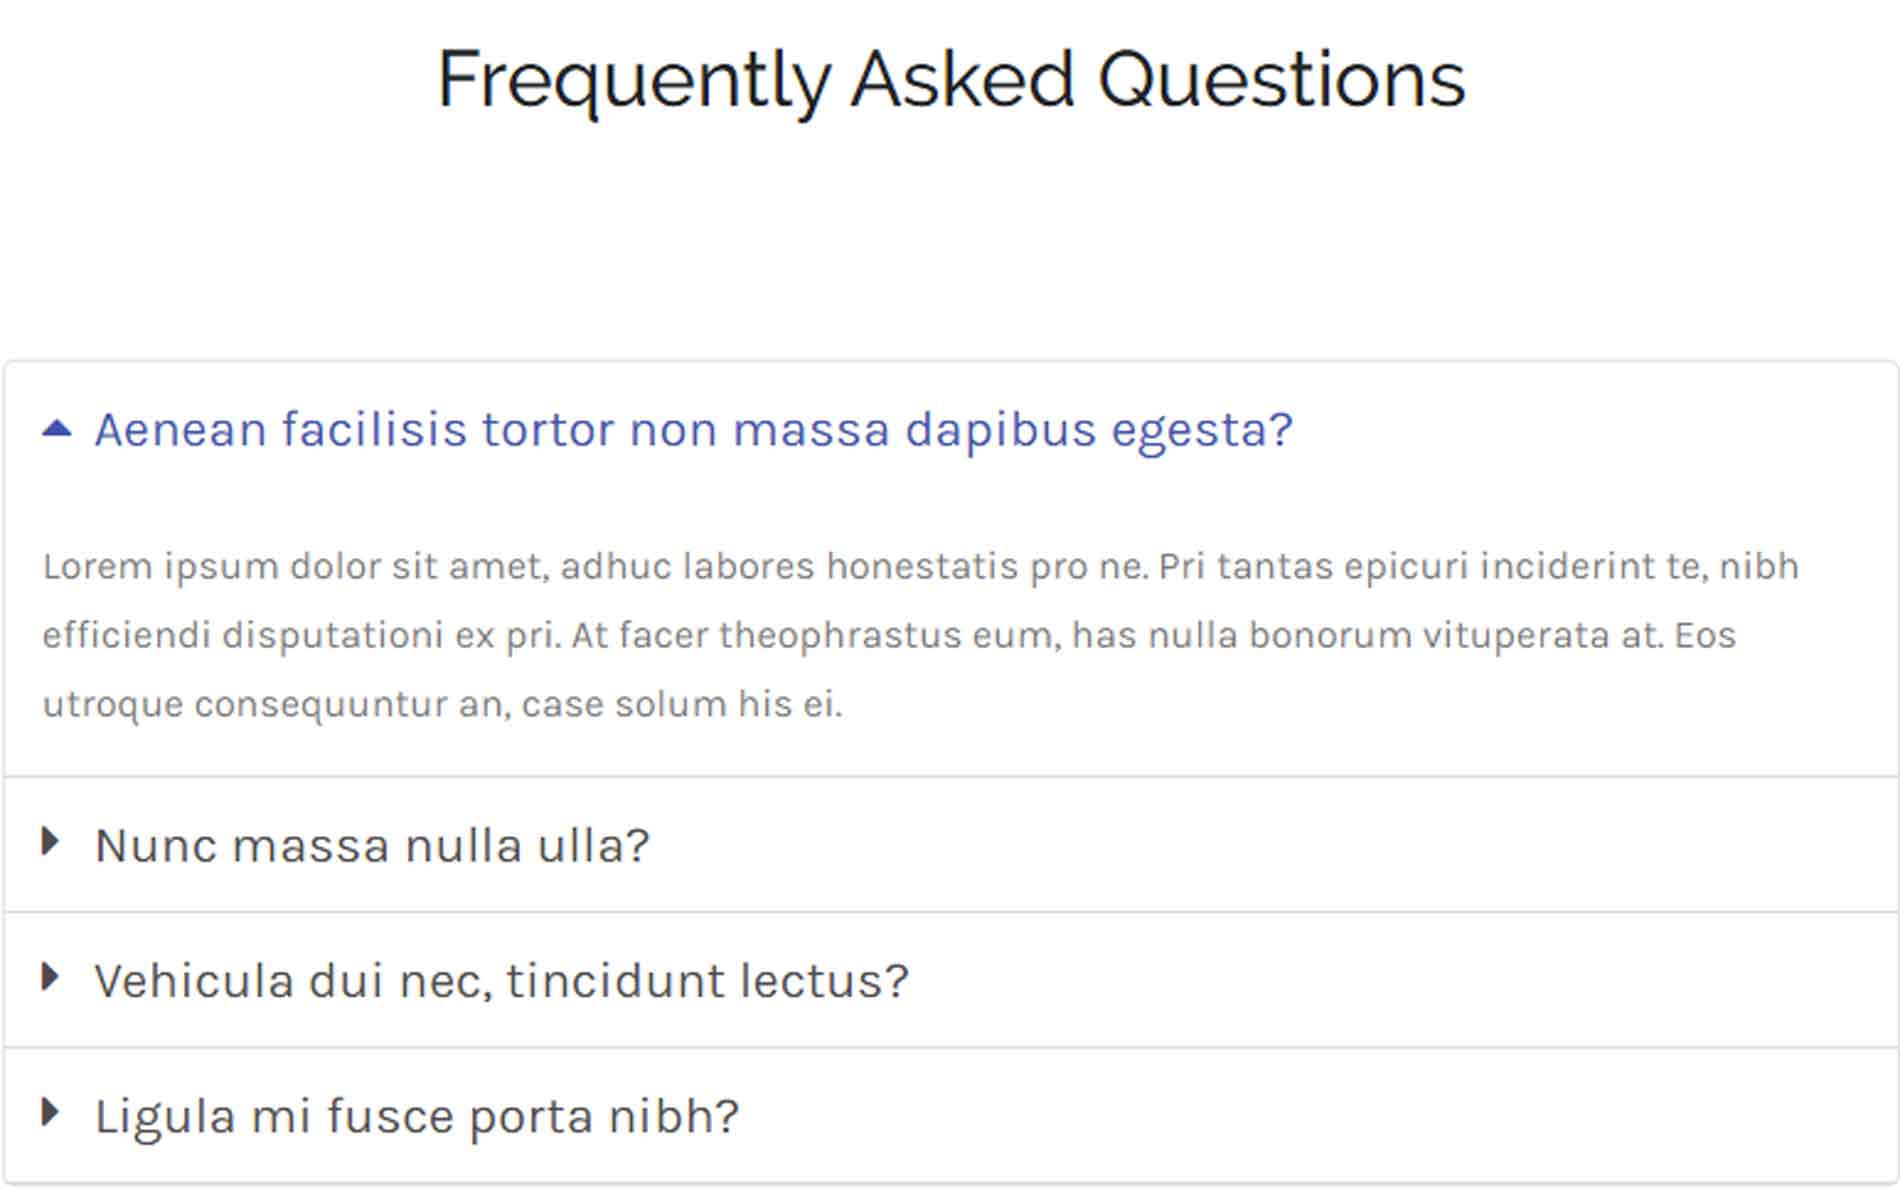 Frequently Asked Questions
Aenean facilisis tortor non massa dapibus egesta?
Lorem ipsum dolor sit amet, adhuc labores honestatis pro ne. Pri tantas epicuri inciderint te, nibh
efficiendi disputationi ex pri. At facer theophrastus eum, has nulla bonorum vituperata at. Eos
utroque consequuntur an, case solum his ei.
Nunc massa nulla ulla?
Vehicula dui nec, tincidunt lectus?
Ligula mi fusce porta nibh?